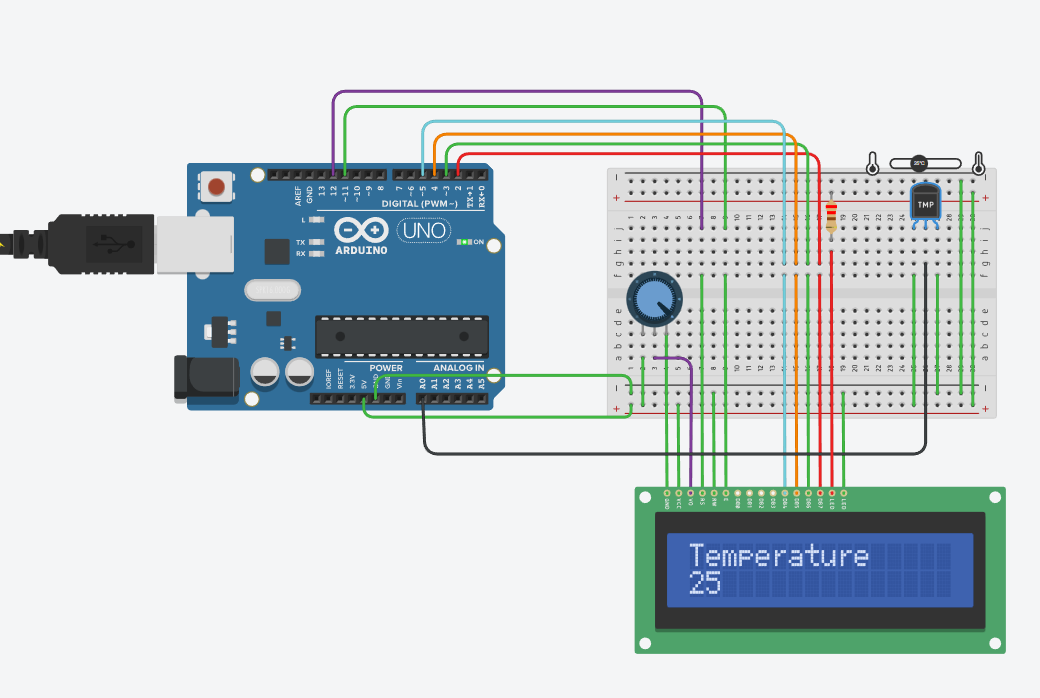 25°C
TMP
AREF
GND
13
12
~11
~10
~9
8
7
~6
~5
4
~3
2
TX→1
RX←0
DIGITAL (PWM~)
L
TX
RX
ARDUINO
UNO
ON
POWER
ANALOG IN
IOREF
RESET
3.3V
5V
GND
GND
Vin
A0
A1
A2
A3
A4
A5
GND
VCC
V0
RS
RW
E
DB0
DB1
DB2
DB3
DB4
DB5
DB6
DB7
LED
LED
Temperature
25